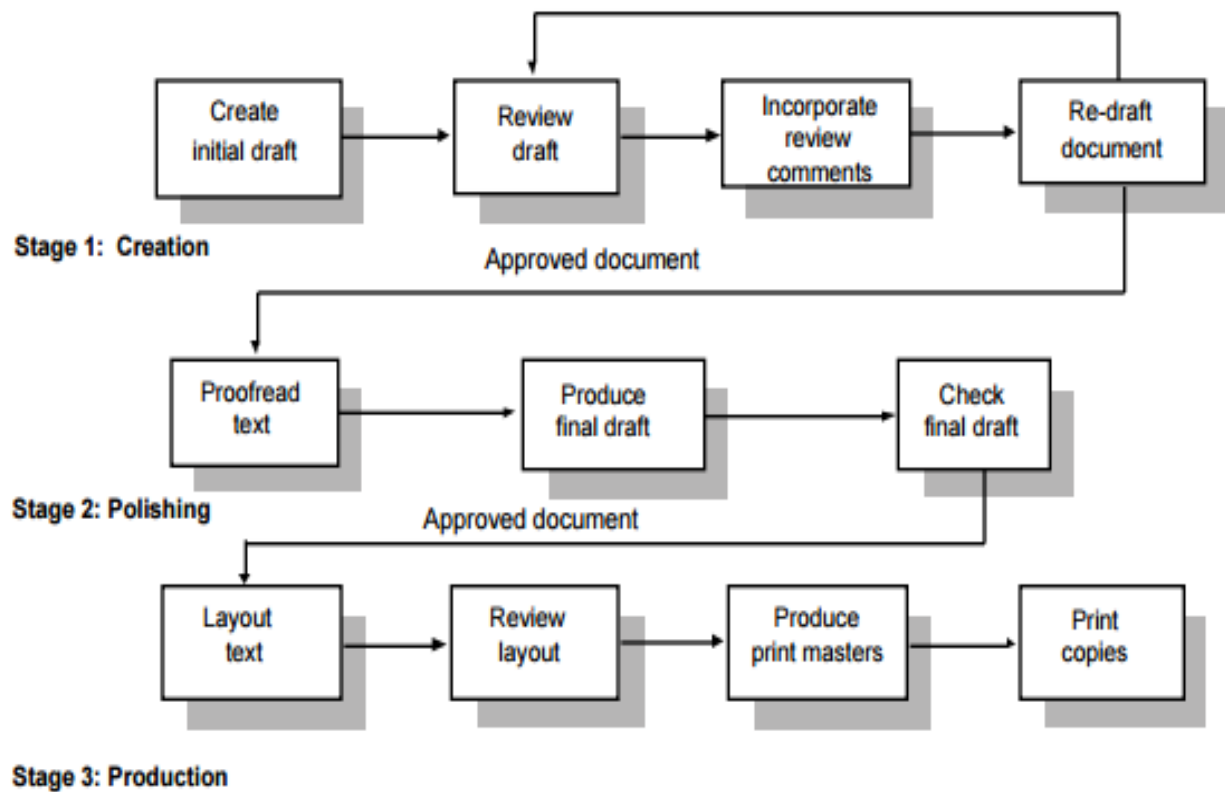 Create
initial draft
Review
draft
Incorporate
review
comments
Re-draft
document
Stage 1: Creation
Approved document
Proofread
text
Produce
final draft
Check
final draft
Stage 2: Polishing
Approved document
Layout
text
Review
layout
Produce
print masters
Print
copies
Stage 3: Production